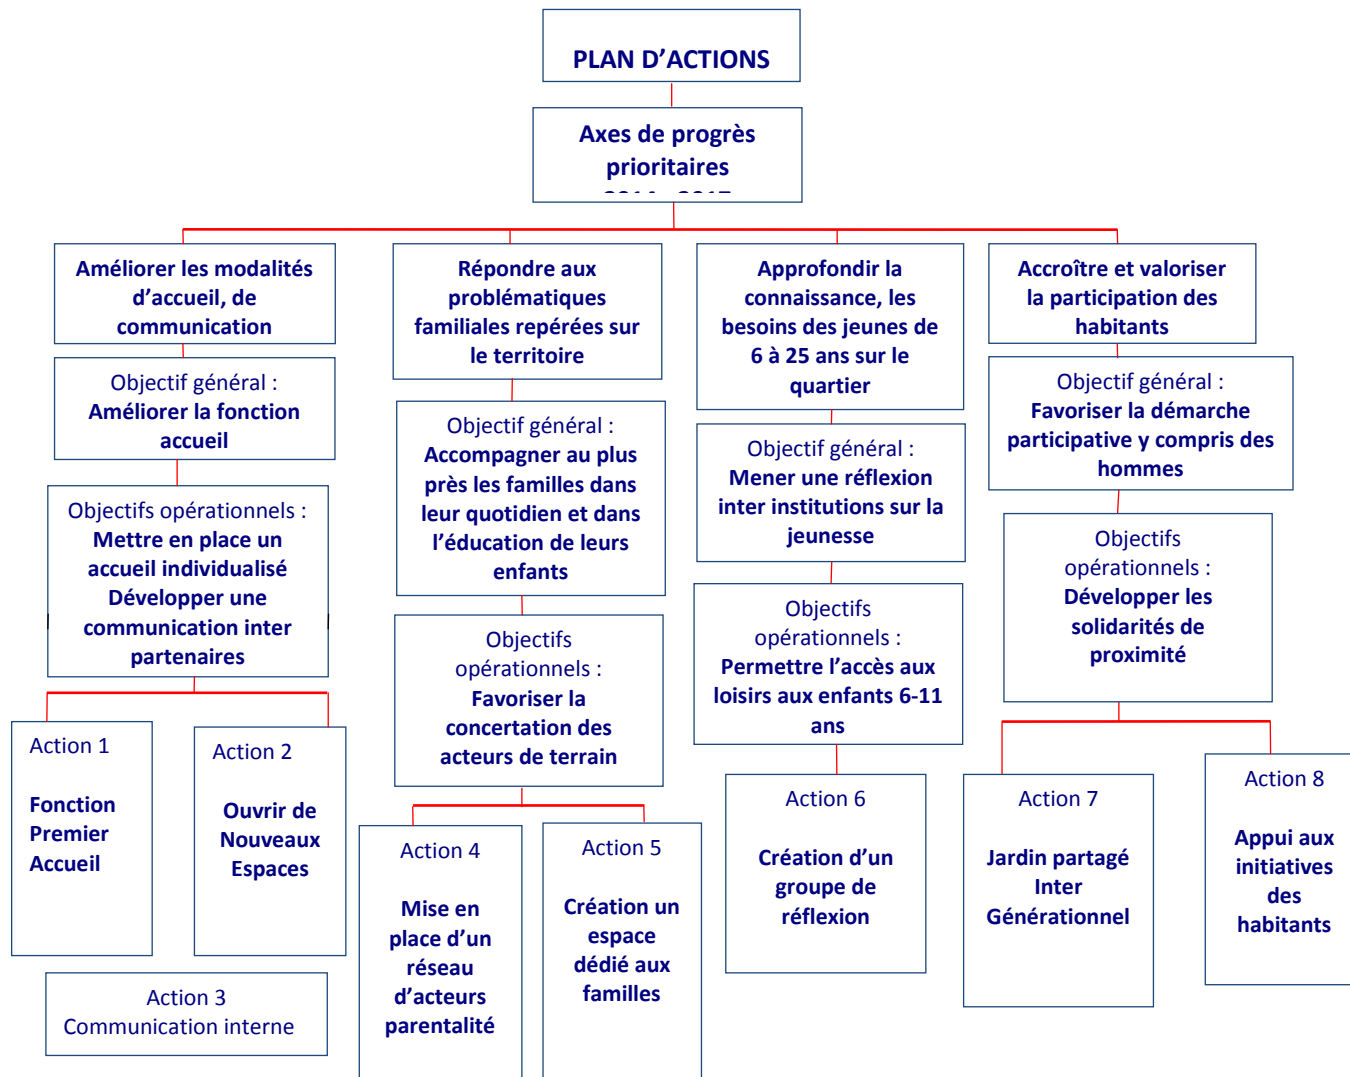 PLAN D’ACTIONS
Axes de progrès
prioritaires
Améliorer les modalités
d’accueil, de
communication
Objectif général :
Améliorer la fonction
accueil
Objectifs opérationnels :
Mettre en place un
accueil individualisé
Développer une
communication inter
partenaires
Action 1
Fonction
Premier
Accueil
Action 2
Ouvrir de
Nouveaux
Espaces
Action 3
Communication interne
Répondre aux
problématiques
familiales repérées sur
le territoire
Objectif général :
Accompagner au plus
près les familles dans
leur quotidien et dans
l’éducation de leurs
enfants
Objectifs
opérationnels :
Favoriser la
concertation des
acteurs de terrain
Action 4
Mise en
place d’un
réseau
d’acteurs
parentalité
Action 5
Création un
espace
dédié aux
familles
Approfondir la
connaissance, les
besoins des jeunes de
6 à 25 ans sur le
quartier
Objectif général :
Mener une réflexion
inter institutions sur la
jeunesse
Objectifs
opérationnels :
Permettre l’accès aux
loisirs aux enfants 6-11
ans
Action 6
Création d’un
groupe de
réflexion
Accroître et valoriser
la participation des
habitants
Objectif général :
Favoriser la démarche
participative y compris des
hommes
Objectifs
opérationnels :
Développer les
solidarités de
proximité
Action 7
Jardin partagé
Inter
Générationnel
Action 8
Appui aux
initiatives
des
habitants